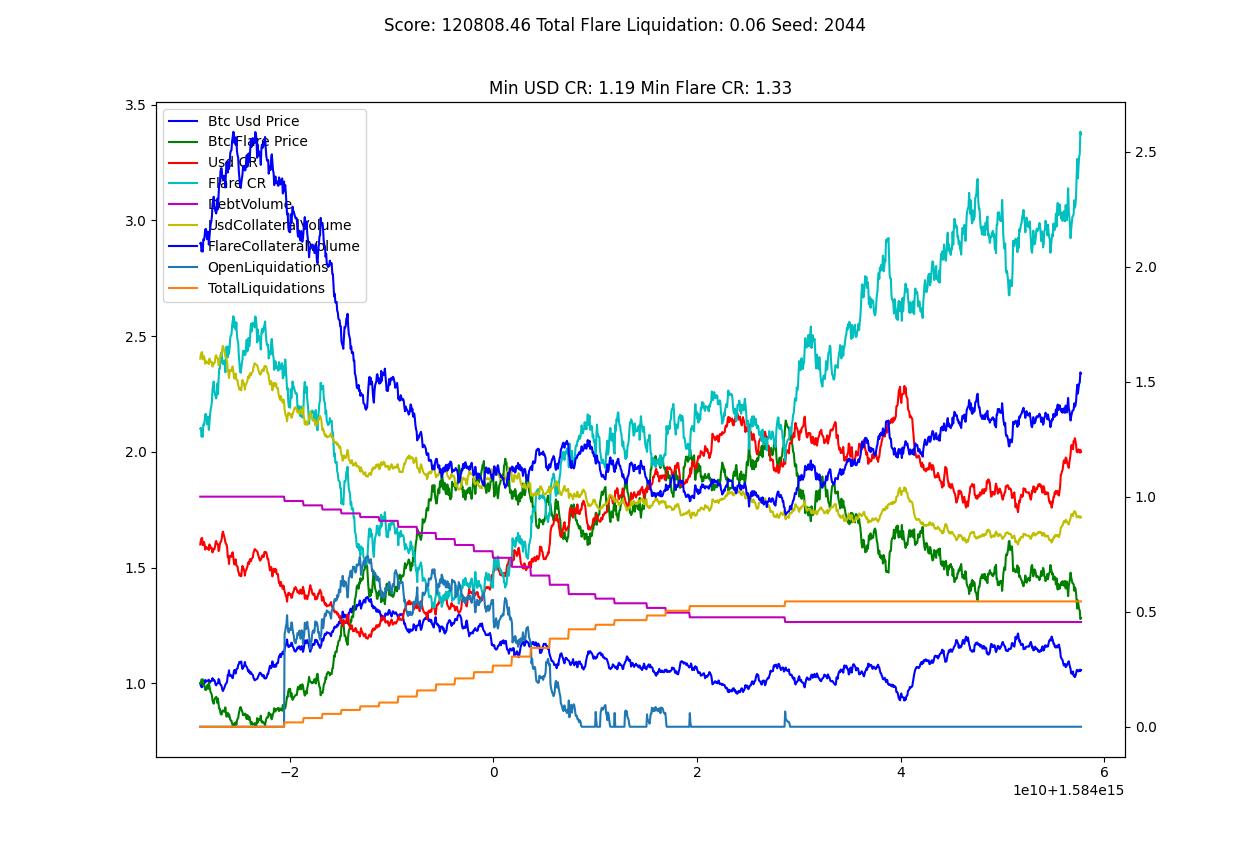 Score: 120808.46 Total Flare Liquidation: 0.06 Seed: 2044
Min USD CR: 1.19 Min Flare CR: 1.33
3.5
3.0
2.5
2.0
1.5
1.0
Btc Usd Price
Btc Flare Price
Usd CR
Flare CR
DebtVolume
UsdCollateralVolume
FlareCollateralVolume
OpenLiquidations
TotalLiquidations
2.5
2.0
1.5
1.0
0.5
0.0
−2 0 2 4 6
1e10+1.584e15